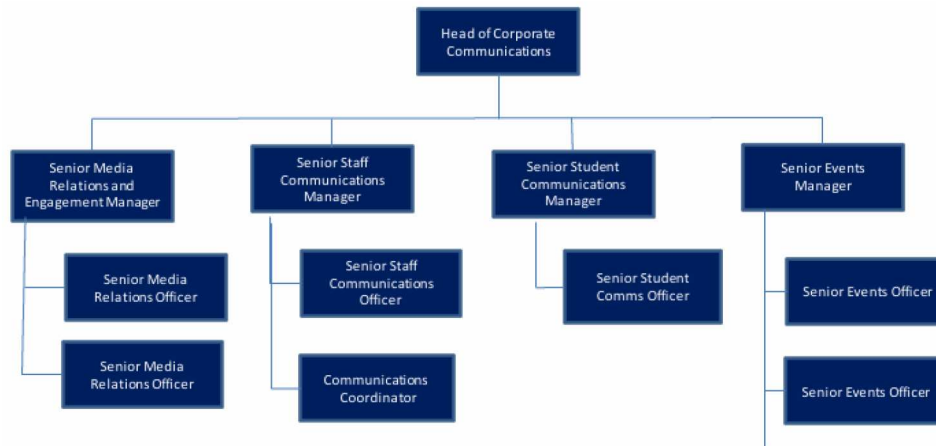 Head of Corporate
Communications
Senior Media
Relations and
Engagement Manager
Senior Staff
Communications
Manager
Senior Student
Communications
Manager
Senior Events
Manager
Senior Media
Relations Officer
Senior Staff
Communications
Officer
Senior Student
Comms Officer
Senior Events Officer
Senior Media
Relations Officer
Communications
Coordinator
Senior Events Officer